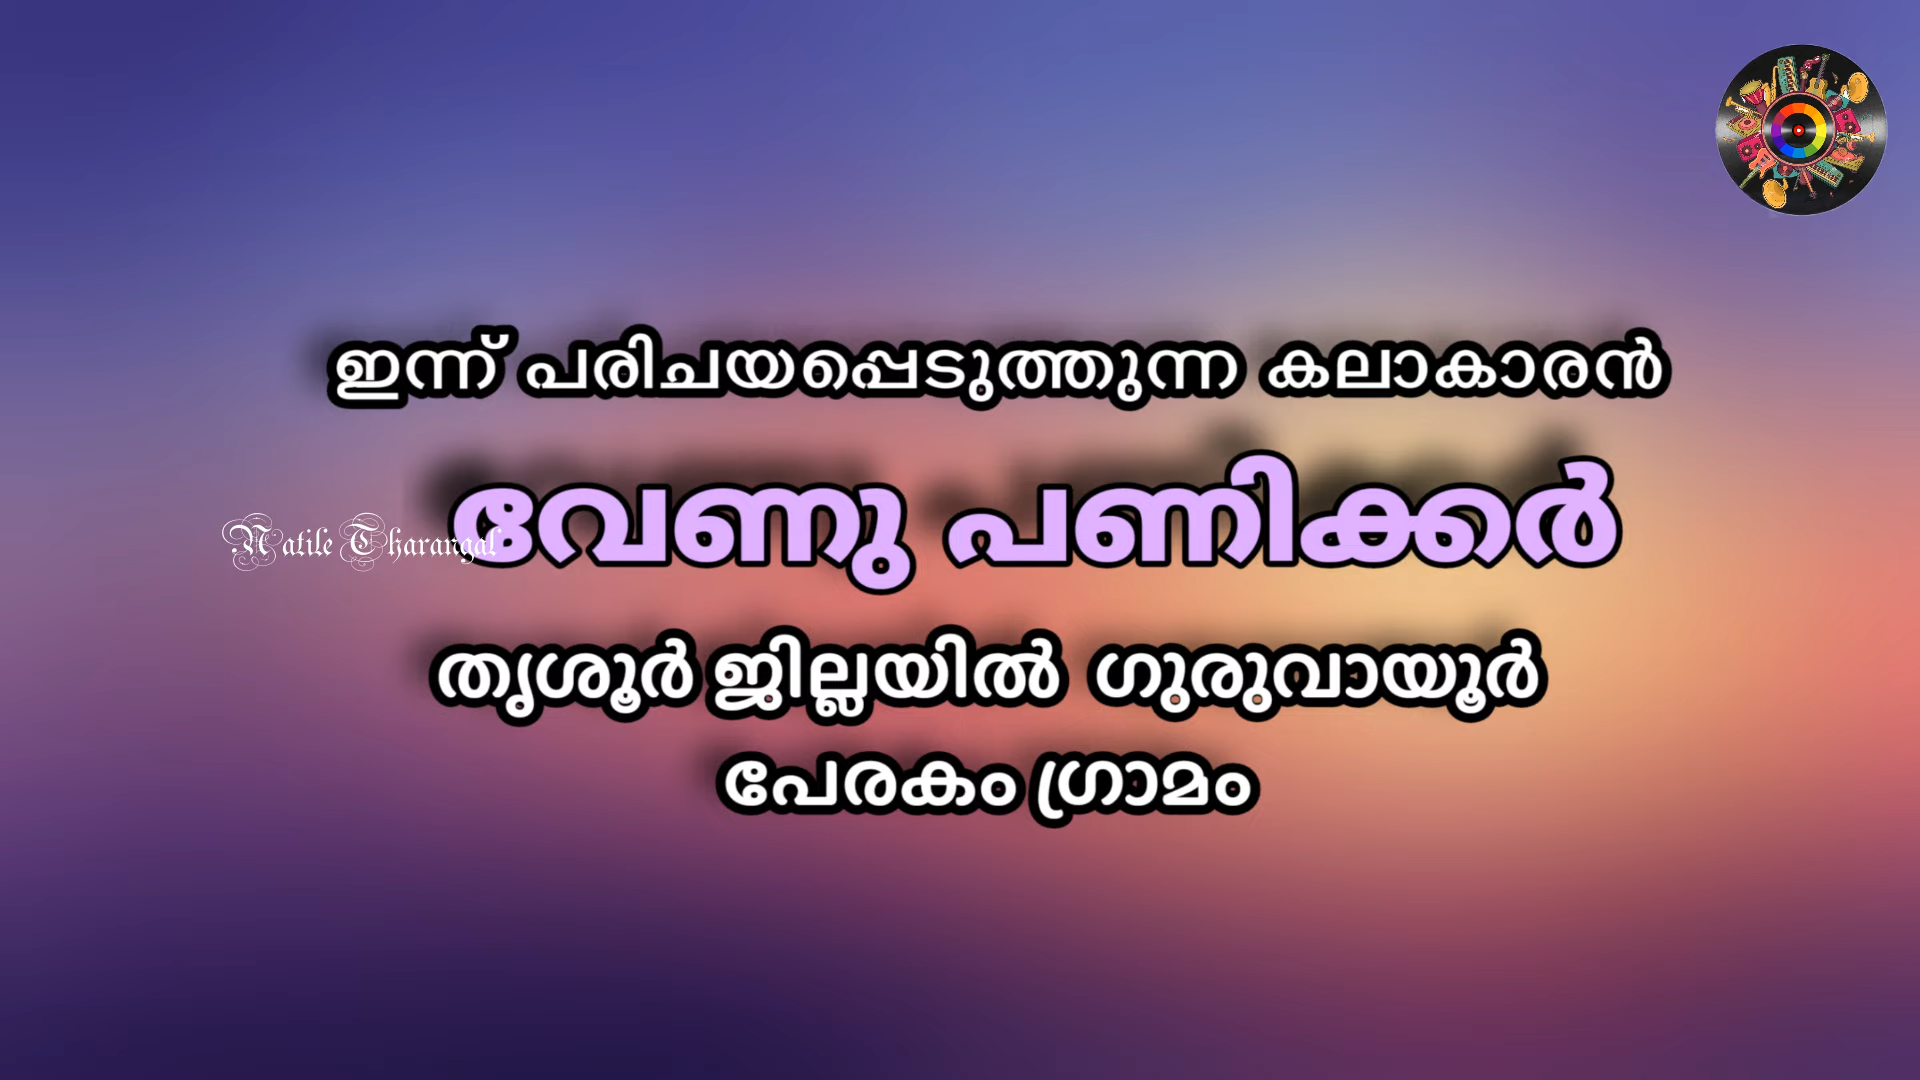 ഇന്ന് പരിചയപ്പെടുത്തുന്ന കലാകാരൻ
വേണു പണിക്കർ
Natile Tharangal
തൃശൂർ ജില്ലയിൽ ഗുരുവായൂർ
പേരകം ഗ്രാമം